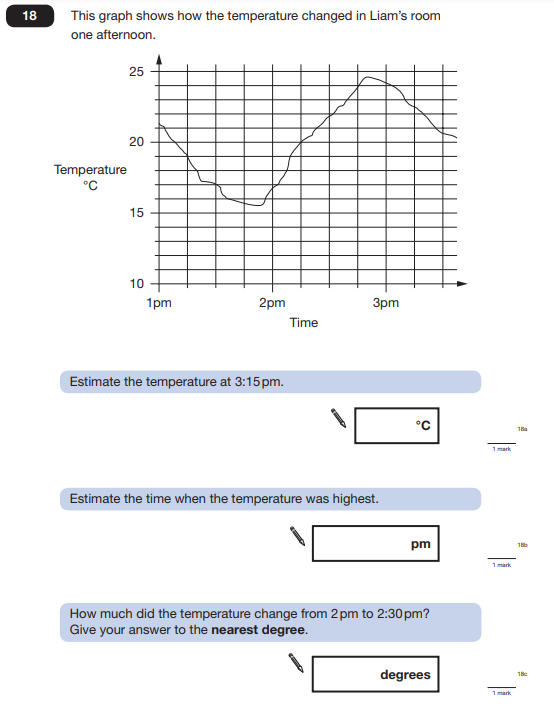 18
This graph shows how the temperature changed in Liam's room
one afternoon.
25
20
Temperature
°C
15
10
1pm 2pm 3pm
Time
Estimate the temperature at 3:15pm.
°C
18a
1 mark
Estimate the time when the temperature was highest.
pm
18b
1 mark
How much did the temperature change from 2pm to 2:30pm?
Give your answer to the nearest degree.
degrees
18c
1 mark